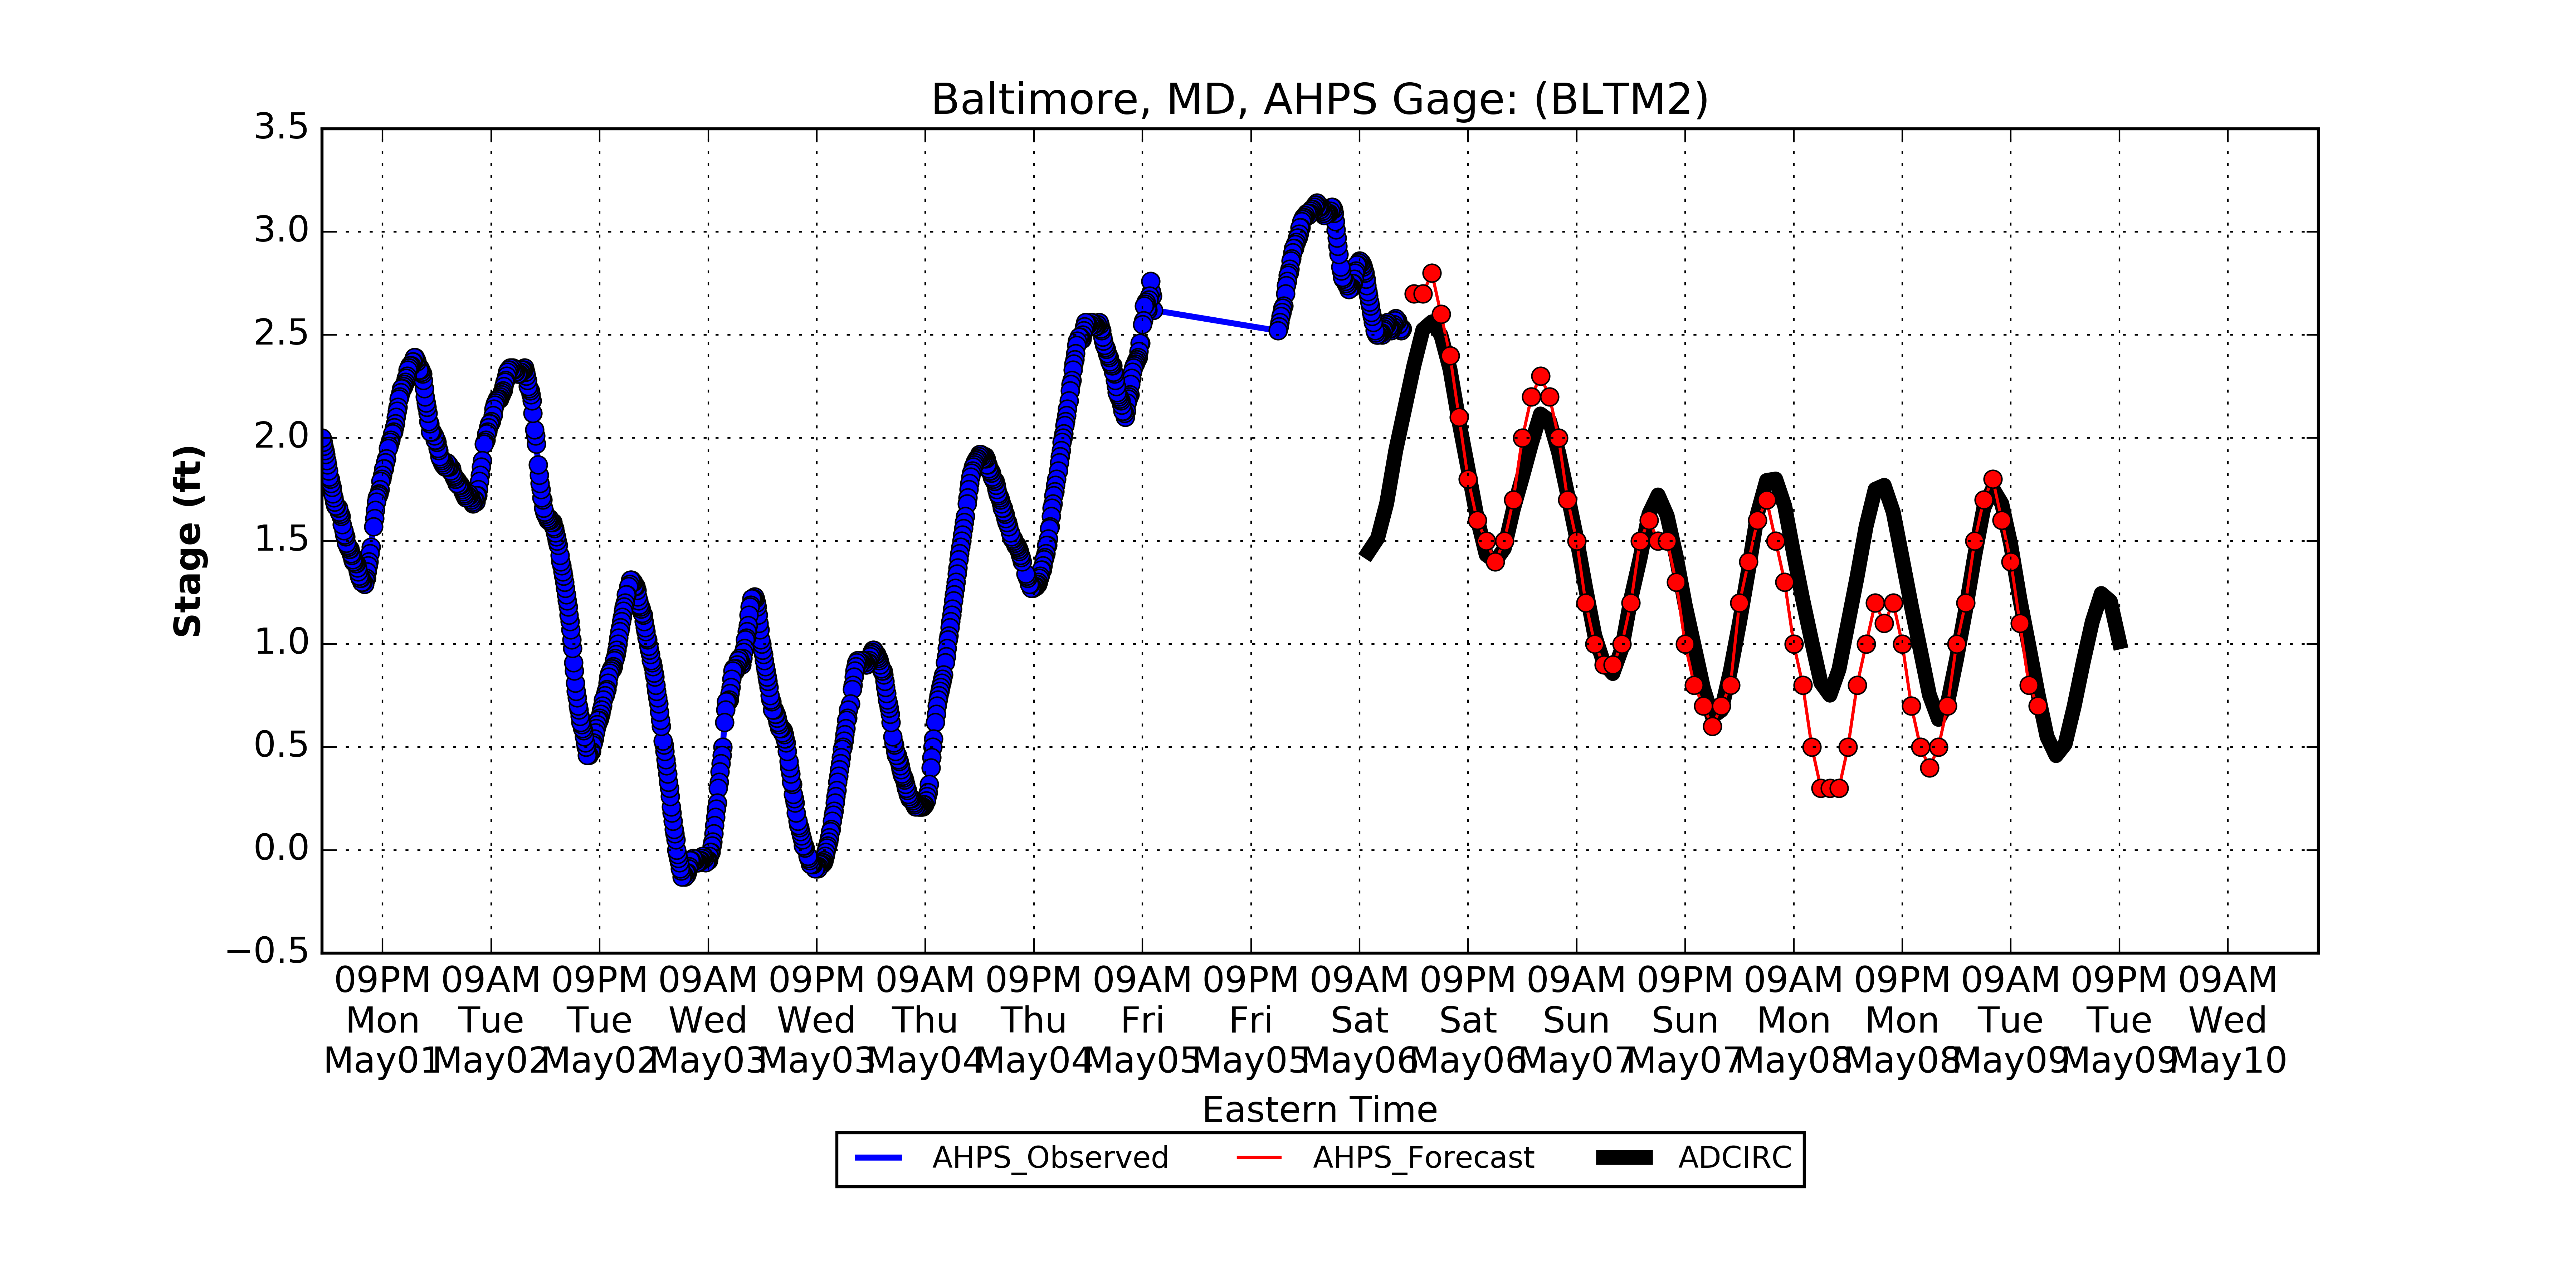 Baltimore, MD, AHPS Gage: (BLTM2)
3.5
3.0
2.5
2.0
1.5
1.0
0.5
0.0
−0.5
Stage (ft)
09PM 09AM 09PM 09AM 09PM 09AM 09PM 09AM 09PM 09AM 09PM 09AM 09PM 09AM 09PM 09AM 09PM 09AM
Mon Tue Tue Wed Wed Thu Thu Fri Fri Sat Sat Sun Sun Mon Mon Tue Tue Wed
May01 May02 May02 May03 May03 May04 May04 May05 May05 May06 May06 May07 May07 May08 May08 May09 May09 May10
Eastern Time
AHPS_Observed AHPS_Forecast ADCIRC